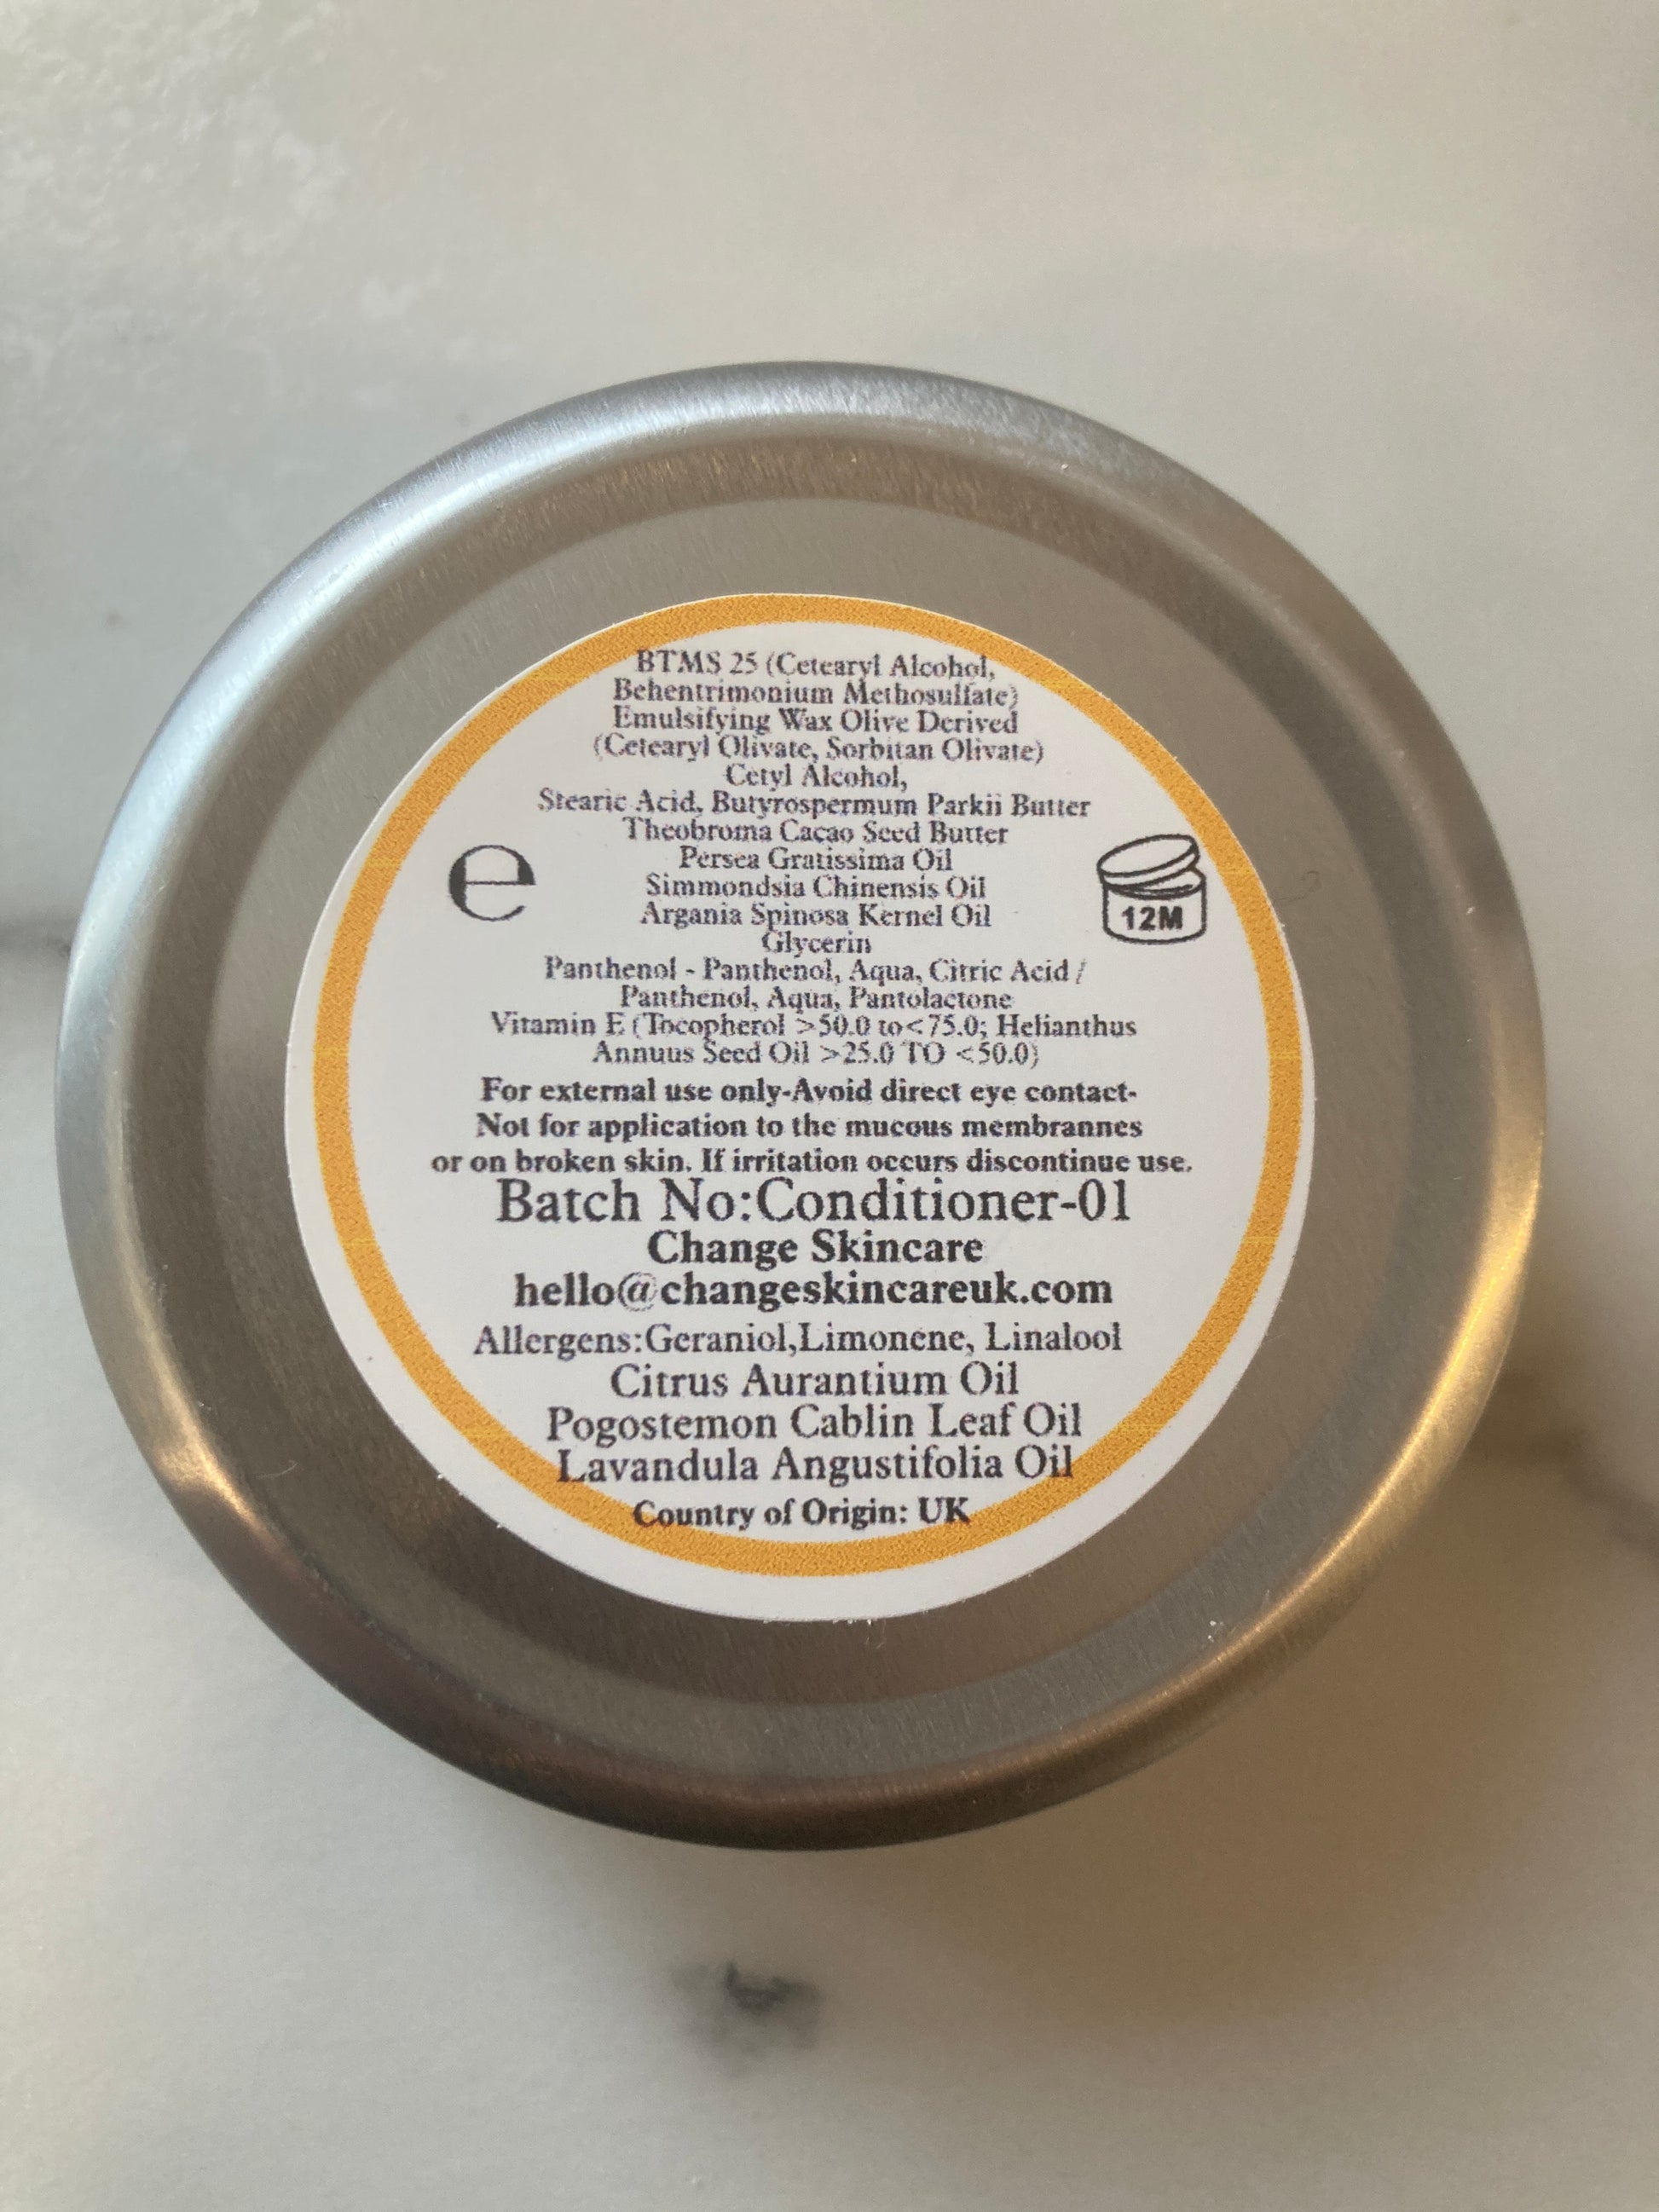 BTMS 25 (Cetearyl Alcohol,
Behentrimonium Methosulfate)
Emulsifying Wax Olive Derived
(Cetearyl Olivate, Sorbitan Olivate)
Cetyl Alcohol,
Stearic Acid, Butyrospermum Parkii Butter
Theobroma Cacao Seed Butter
Persea Gratissima Oil
Simmondsia Chinensis Oil
Argania Spinosa Kernel Oil
Glycerin
Panthenol - Panthenol, Aqua, Citric Acid /
Panthenol, Aqua, Pantolactone
Vitamin E (Tocopherol >50.0 to<75.0; Helianthus
Annuus Seed Oil >25.0 TO <50.0)
e
12M
For external use only-Avoid direct eye contact-
Not for application to the mucous membrannes
or on broken skin. If irritation occurs discontinue use.
Batch No:Conditioner-01
Change Skincare
hello@changeskincareuk.com
Allergens:Geraniol,Limonene, Linalool
Citrus Aurantium Oil
Pogostemon Cablin Leaf Oil
Lavandula Angustifolia Oil
Country of Origin: UK